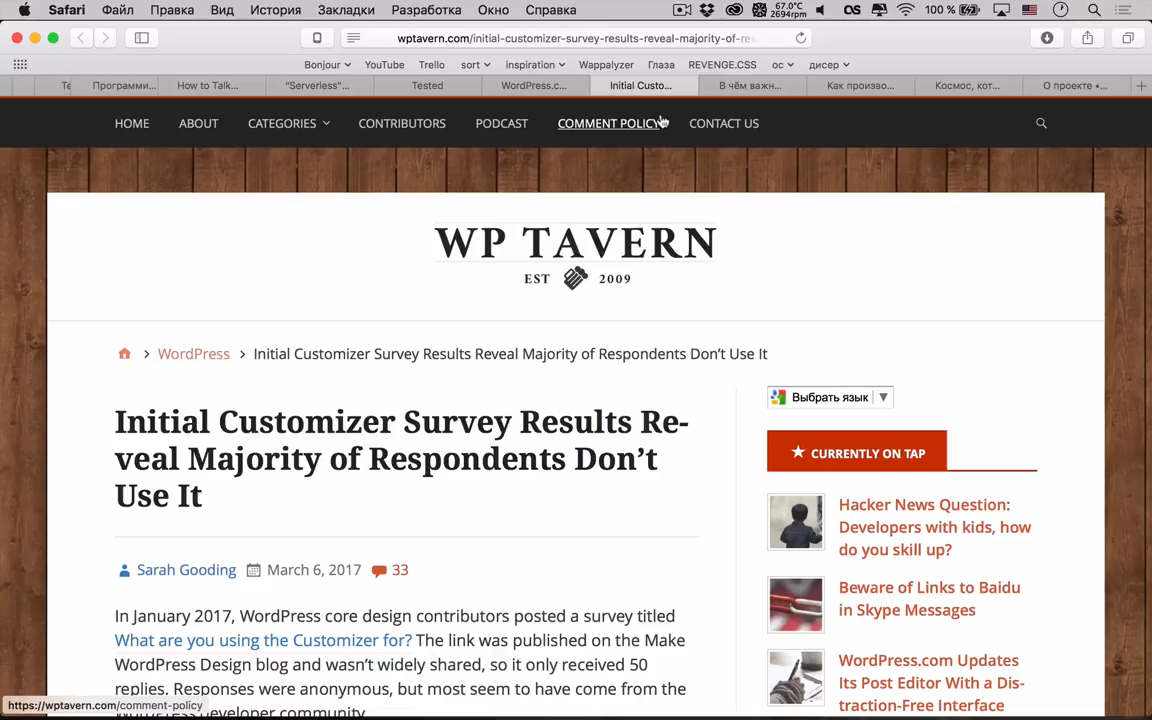 Safari Файл Правка Вид История Закладки Разработка Окно Справка 67.0°C 2694rpm 100 %
wptavern.com/initial-customizer-survey-results-reveal-majority-of-res
Bonjour YouTube Trello sort inspiration Wappalyzer Глаза REVENGE.CSS ос дисер
Те Программи... How to Talk... "Serverless"... Tested WordPress.c... Initial Custo... В чём важн... Как произво... Космос, кот... О проекте •...
HOME ABOUT CATEGORIES CONTRIBUTORS PODCAST COMMENT POLICY CONTACT US
WP TAVERN
EST 2009
WordPress Initial Customizer Survey Results Reveal Majority of Respondents Don’t Use It
Initial Customizer Survey Results Re-
veal Majority of Respondents Don’t
Use It
Sarah Gooding March 6, 2017 33
In January 2017, WordPress core design contributors posted a survey titled
What are you using the Customizer for? The link was published on the Make
WordPress Design blog and wasn’t widely shared, so it only received 50
replies. Responses were anonymous, but most seem to have come from the
WordPress developer community.
Выбрать язык
CURRENTLY ON TAP
Hacker News Question:
Developers with kids, how
do you skill up?
Beware of Links to Baidu
in Skype Messages
WordPress.com Updates
Its Post Editor With a Dis-
traction-Free Interface
https://wptavern.com/comment-policy